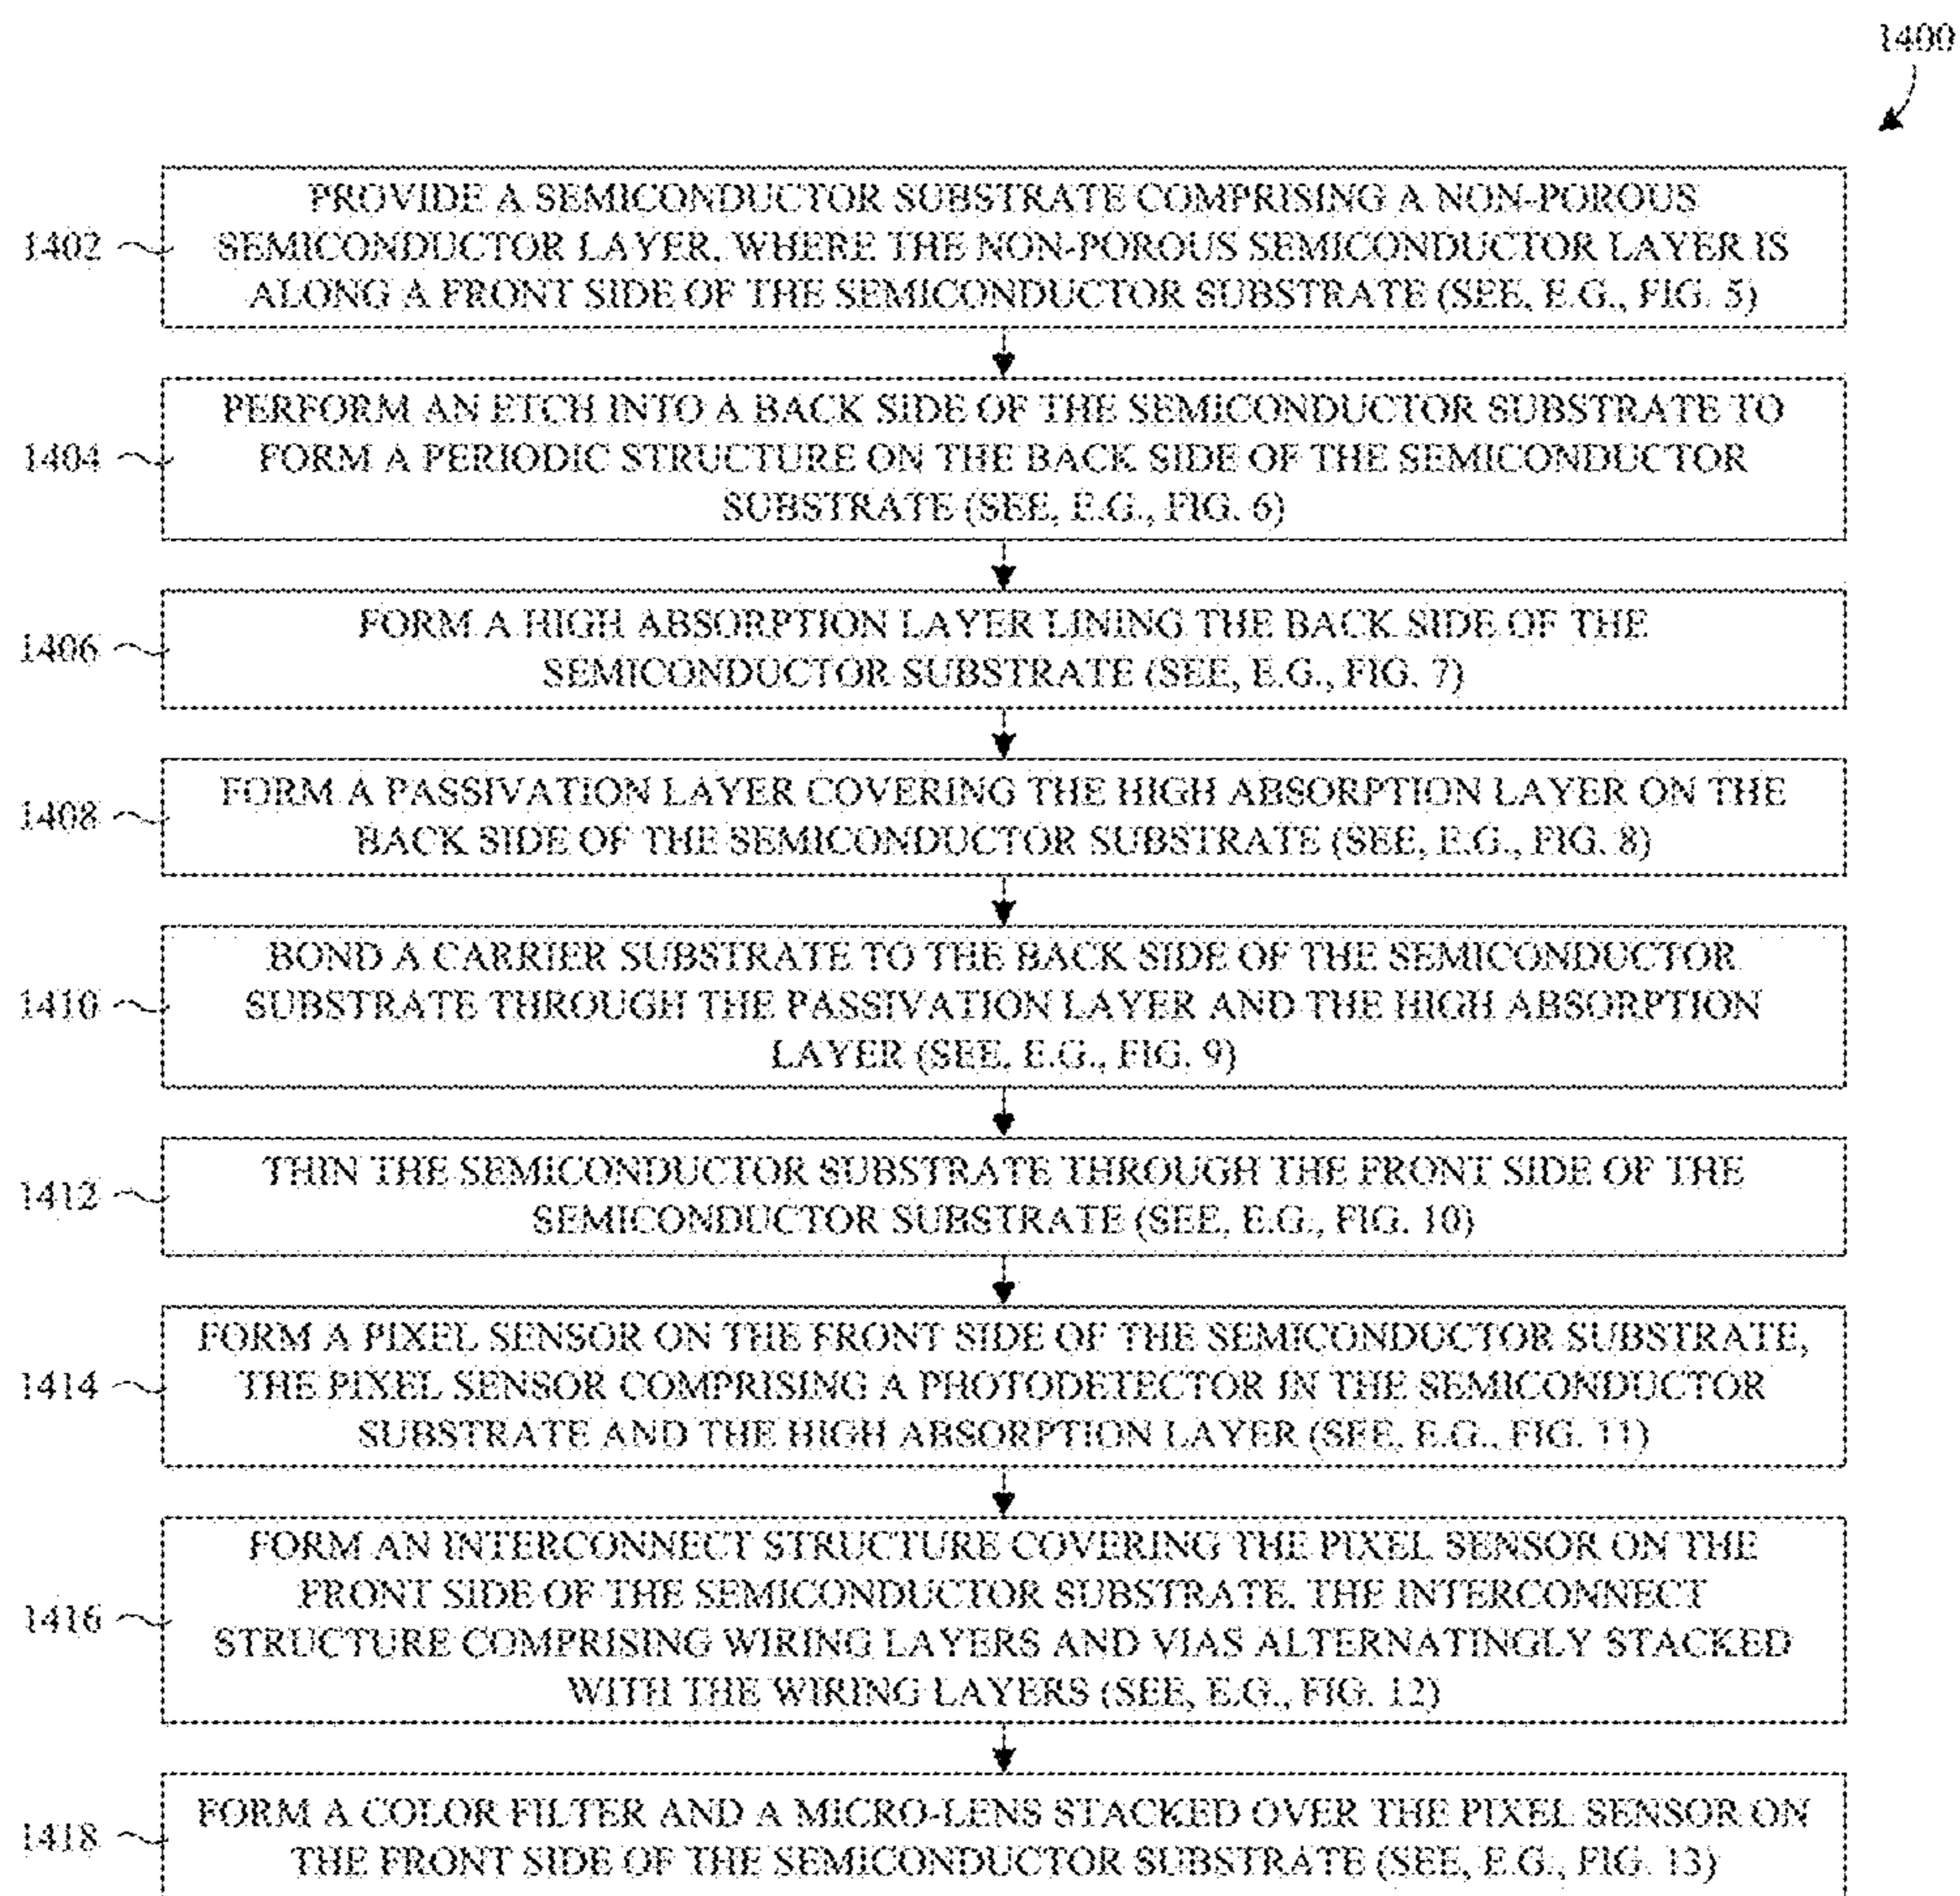 1400
1402
PROVIDE A SEMICONDUCTOR SUBSTRATE COMPRISING A NON-POROUS
SEMICONDUCTOR LAYER, WHERE THE NON-POROUS SEMICONDUCTOR LAYER IS
ALONG A FRONT SIDE OF THE SEMICONDUCTOR SUBSTRATE (SEE, E.G., FIG. 5)
1404
PERFORM AN ETCH INTO A BACK SIDE OF THE SEMICONDUCTOR SUBSTRATE TO
FORM A PERIODIC STRUCTURE ON THE BACK SIDE OF THE SEMICONDUCTOR
SUBSTRATE (SEE, E.G., FIG. 6)
1406
FORM A HIGH ABSORPTION LAYER LINING THE BACK SIDE OF THE
SEMICONDUCTOR SUBSTRATE (SEE, E.G., FIG. 7)
1408
FORM A PASSIVATION LAYER COVERING THE HIGH ABSORPTION LAYER ON THE
BACK SIDE OF THE SEMICONDUCTOR SUBSTRATE (SEE, E.G., FIG. 8)
1410
BOND A CARRIER SUBSTRATE TO THE BACK SIDE OF THE SEMICONDUCTOR
SUBSTRATE THROUGH THE PASSIVATION LAYER AND THE HIGH ABSORPTION
LAYER (SEE, E.G., FIG. 9)
1412
THIN THE SEMICONDUCTOR SUBSTRATE THROUGH THE FRONT SIDE OF THE
SEMICONDUCTOR SUBSTRATE (SEE, E.G., FIG. 10)
1414
FORM A PIXEL SENSOR ON THE FRONT SIDE OF THE SEMICONDUCTOR SUBSTRATE,
THE PIXEL SENSOR COMPRISING A PHOTODETECTOR IN THE SEMICONDUCTOR
SUBSTRATE AND THE HIGH ABSORPTION LAYER (SEE, E.G., FIG. 11)
1416
FORM AN INTERCONNECT STRUCTURE COVERING THE PIXEL SENSOR ON THE
FRONT SIDE OF THE SEMICONDUCTOR SUBSTRATE, THE INTERCONNECT
STRUCTURE COMPRISING WIRING LAYERS AND VIAS ALTERNATINGLY STACKED
WITH THE WIRING LAYERS (SEE, E.G., FIG. 12)
1418
FORM A COLOR FILTER AND A MICRO-LENS STACKED OVER THE PIXEL SENSOR ON
THE FRONT SIDE OF THE SEMICONDUCTOR SUBSTRATE (SEE, E.G., FIG. 13)